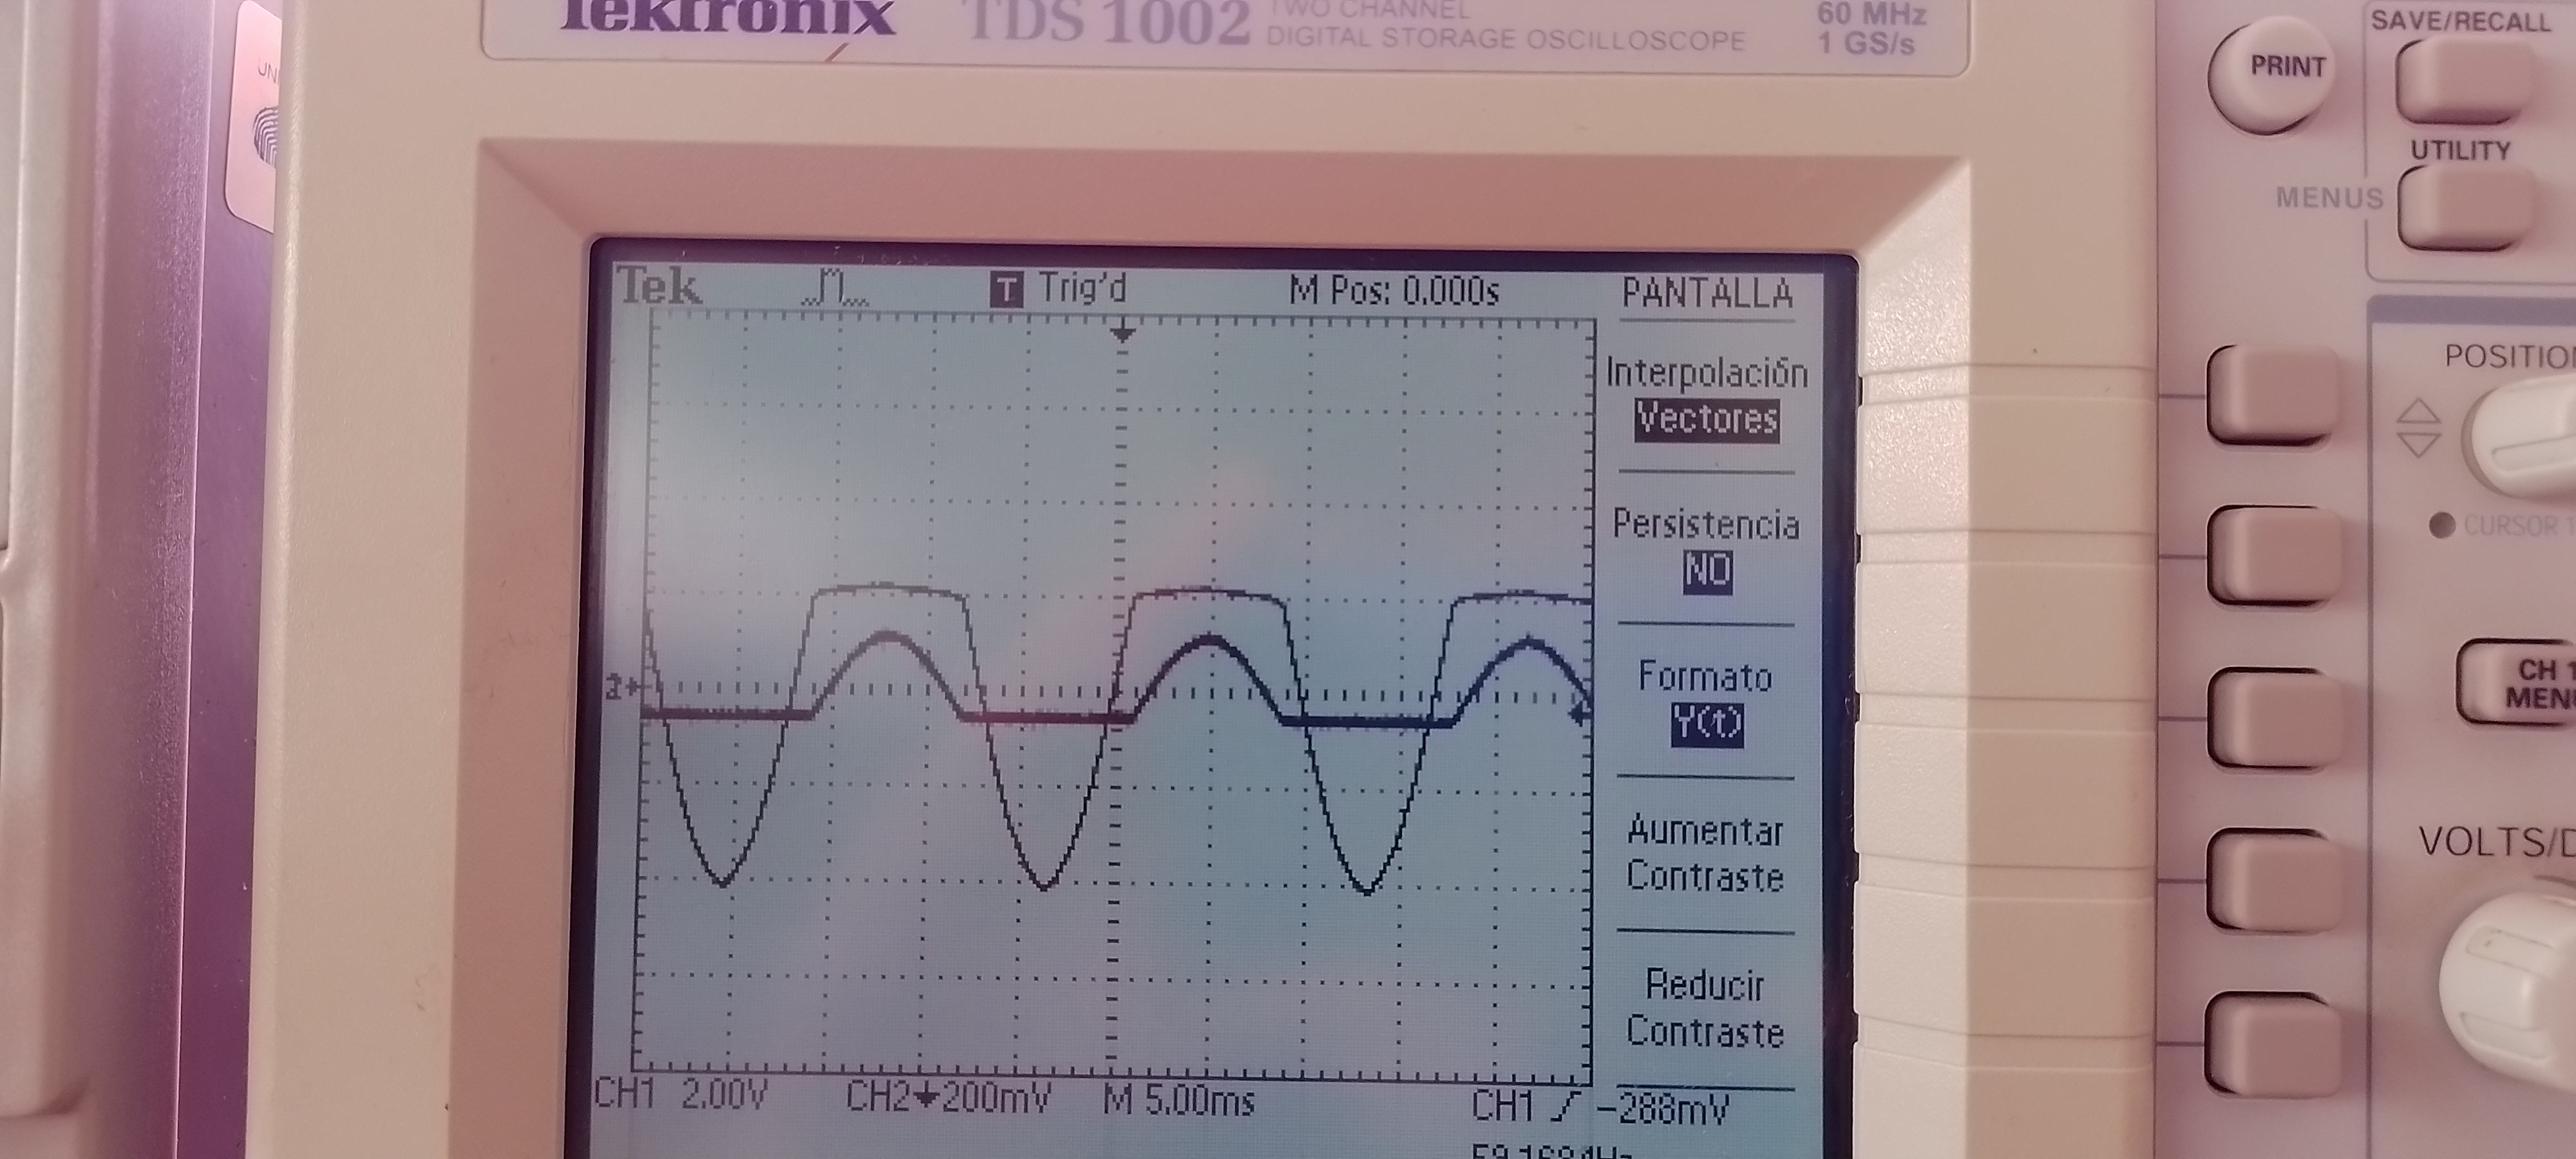 Tektronix TDS 1002 TWO CHANNEL
DIGITAL STORAGE OSCILLOSCOPE
60 MHz
1 GS/s
PRINT
SAVE/RECALL
UTILITY
MENUS
Tek T Trig'd M Pos: 0.000s PANTALLA
Interpolación
Vectores
Persistencia
NO
Formato
Y(t)
Aumentar
Contraste
Reducir
Contraste
CH1 2.00V CH2 200mV M 5.00ms CH1 -288mV
POSITION
CURSOR 1
CH 1
MENU
VOLTS/D